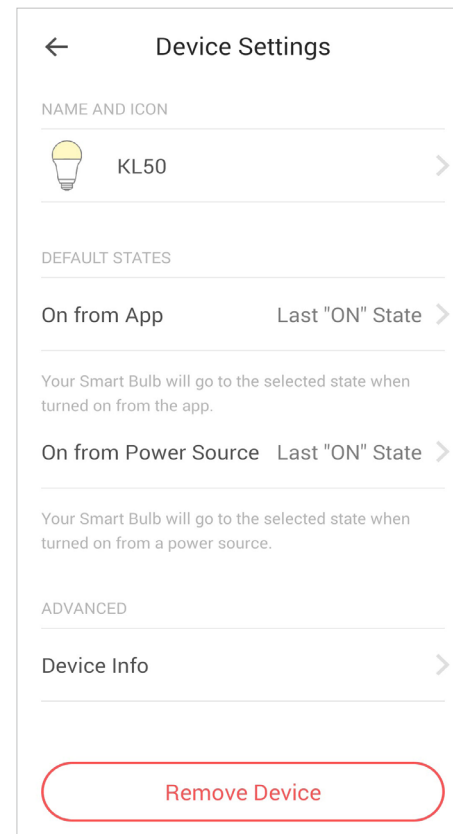 Device Settings
NAME AND ICON
KL50
DEFAULT STATES
On from App Last "ON" State
Your Smart Bulb will go to the selected state when
turned on from the app.
On from Power Source Last "ON" State
Your Smart Bulb will go to the selected state when
turned on from a power source.
ADVANCED
Device Info
Remove Device